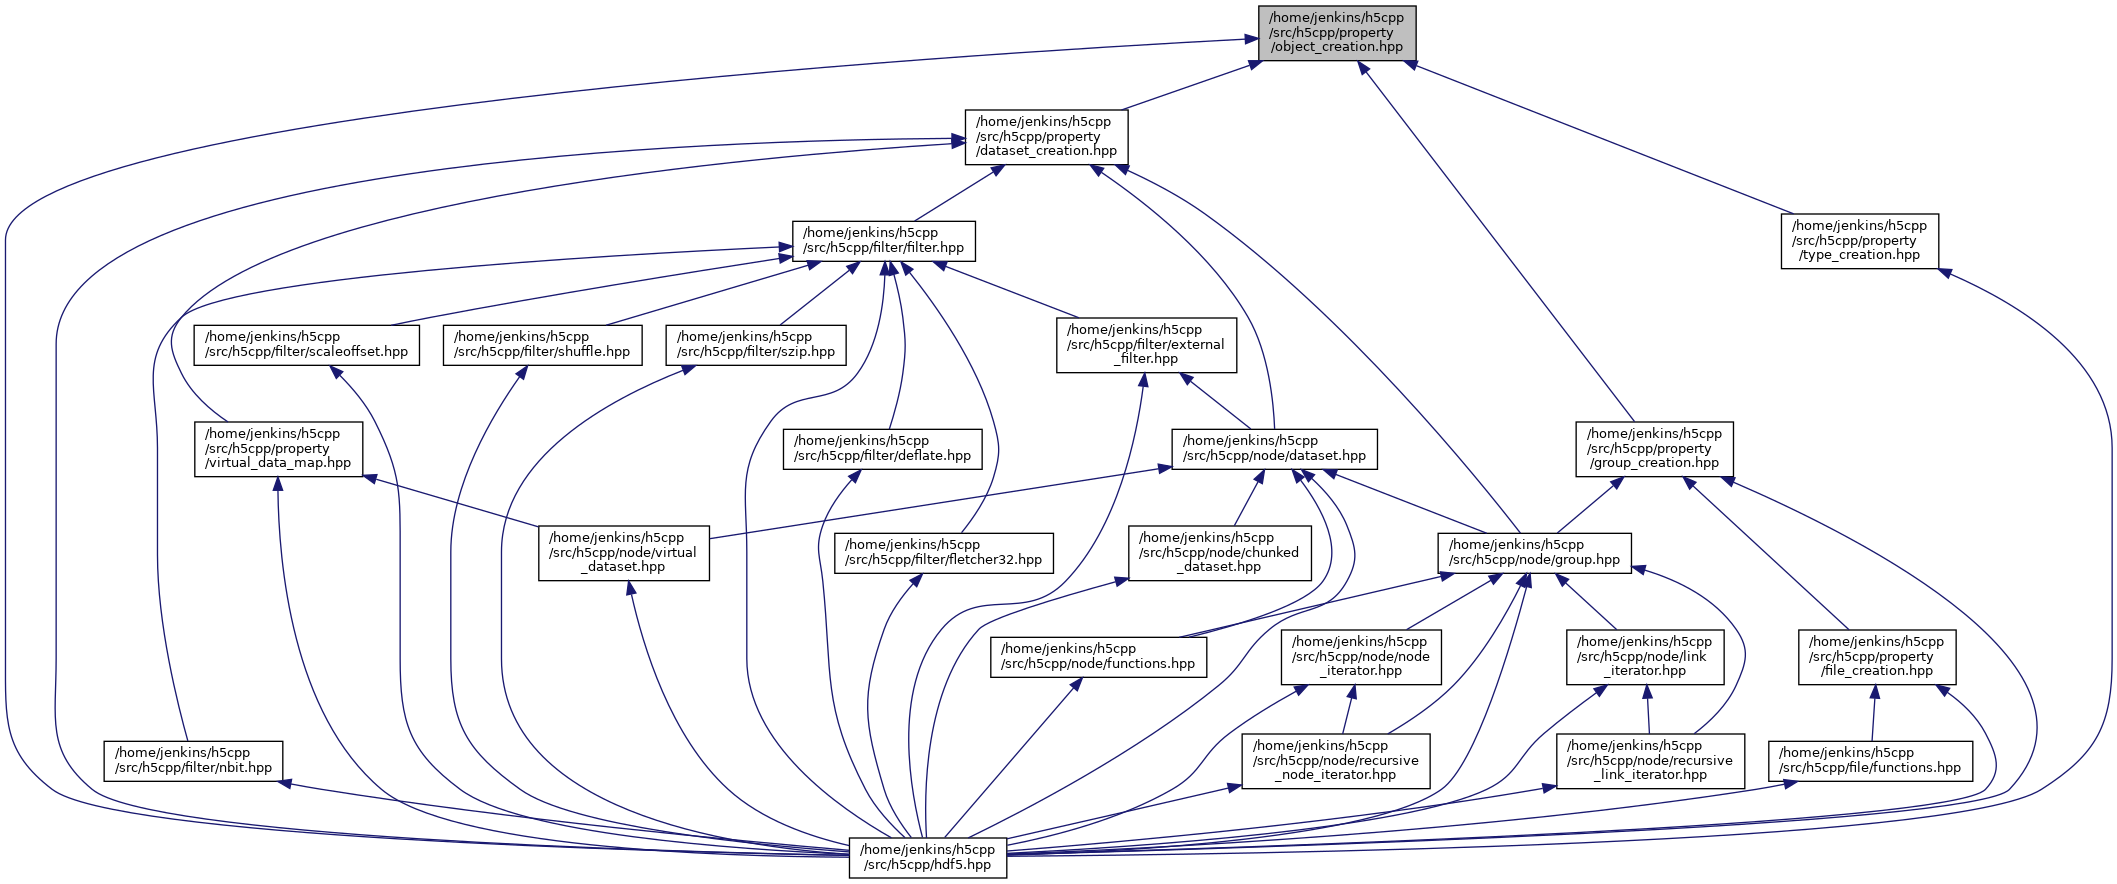 /home/jenkins/h5cpp
/src/h5cpp/property
/object_creation.hpp
/home/jenkins/h5cpp
/src/h5cpp/property
/dataset_creation.hpp
/home/jenkins/h5cpp
/src/h5cpp/property
/type_creation.hpp
/home/jenkins/h5cpp
/src/h5cpp/filter/filter.hpp
/home/jenkins/h5cpp
/src/h5cpp/filter/scaleoffset.hpp
/home/jenkins/h5cpp
/src/h5cpp/filter/shuffle.hpp
/home/jenkins/h5cpp
/src/h5cpp/filter/szip.hpp
/home/jenkins/h5cpp
/src/h5cpp/filter/external
_filter.hpp
/home/jenkins/h5cpp
/src/h5cpp/property
/virtual_data_map.hpp
/home/jenkins/h5cpp
/src/h5cpp/filter/deflate.hpp
/home/jenkins/h5cpp
/src/h5cpp/node/dataset.hpp
/home/jenkins/h5cpp
/src/h5cpp/property
/group_creation.hpp
/home/jenkins/h5cpp
/src/h5cpp/node/virtual
_dataset.hpp
/home/jenkins/h5cpp
/src/h5cpp/filter/fletcher32.hpp
/home/jenkins/h5cpp
/src/h5cpp/node/chunked
_dataset.hpp
/home/jenkins/h5cpp
/src/h5cpp/node/group.hpp
/home/jenkins/h5cpp
/src/h5cpp/node/functions.hpp
/home/jenkins/h5cpp
/src/h5cpp/node/node
_iterator.hpp
/home/jenkins/h5cpp
/src/h5cpp/node/link
_iterator.hpp
/home/jenkins/h5cpp
/src/h5cpp/property
/file_creation.hpp
/home/jenkins/h5cpp
/src/h5cpp/filter/nbit.hpp
/home/jenkins/h5cpp
/src/h5cpp/node/recursive
_node_iterator.hpp
/home/jenkins/h5cpp
/src/h5cpp/node/recursive
_link_iterator.hpp
/home/jenkins/h5cpp
/src/h5cpp/file/functions.hpp
/home/jenkins/h5cpp
/src/h5cpp/hdf5.hpp